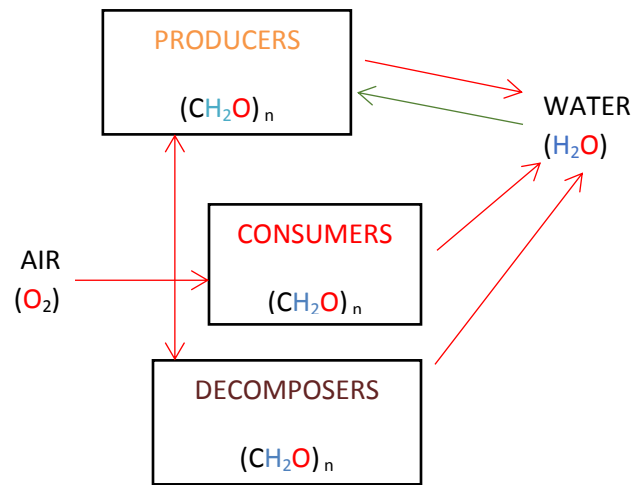 PRODUCERS
(CH₂O) n
WATER
(H₂O)
CONSUMERS
(CH₂O) n
AIR
(O₂)
DECOMPOSERS
(CH₂O) n